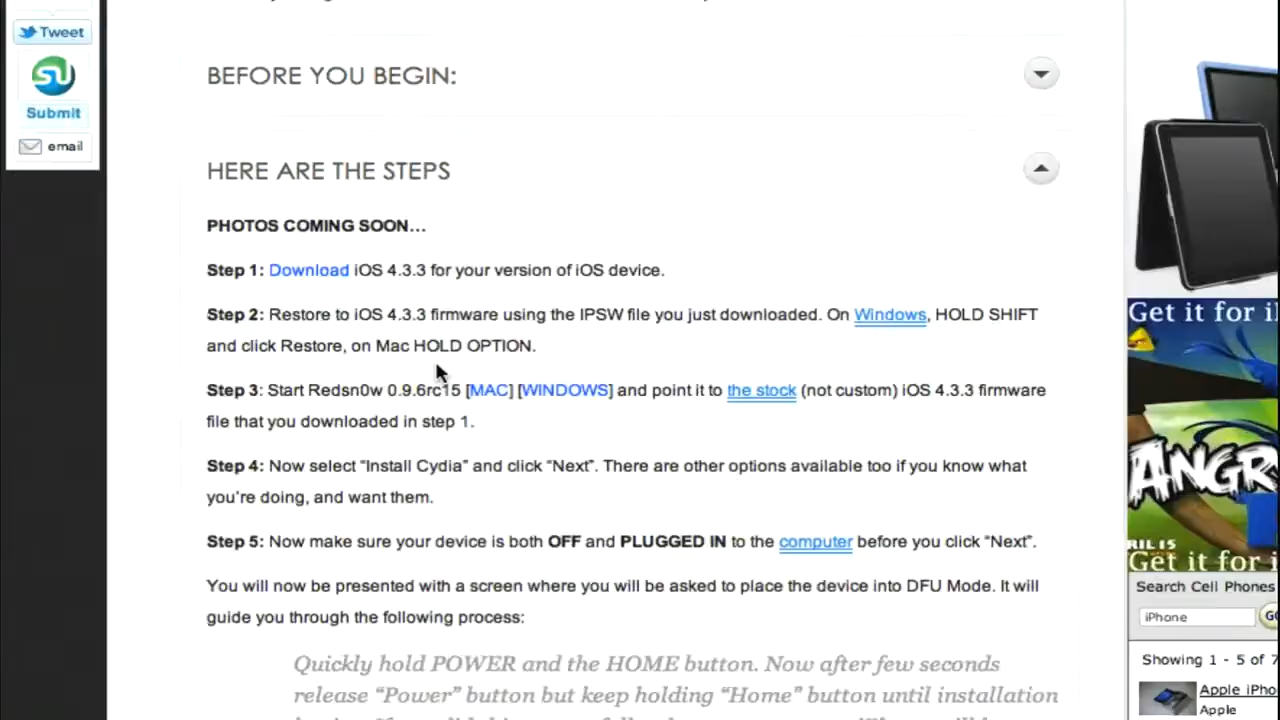 Tweet
Submit
email
BEFORE YOU BEGIN:
HERE ARE THE STEPS
PHOTOS COMING SOON...
Step 1: Download iOS 4.3.3 for your version of iOS device.
Step 2: Restore to iOS 4.3.3 firmware using the IPSW file you just downloaded. On Windows, HOLD SHIFT
and click Restore, on Mac HOLD OPTION.
Step 3: Start Redsn0w 0.9.6rc15 [MAC] [WINDOWS] and point it to the stock (not custom) iOS 4.3.3 firmware
file that you downloaded in step 1.
Step 4: Now select “Install Cydia” and click “Next”. There are other options available too if you know what
you’re doing, and want them.
Step 5: Now make sure your device is both OFF and PLUGGED IN to the computer before you click “Next”.
You will now be presented with a screen where you will be asked to place the device into DFU Mode. It will
guide you through the following process:
Quickly hold POWER and the HOME button. Now after few seconds
release “Power” button but keep holding “Home” button until installation
Get it for i
ANGR
RIL 15
Get it for i
Search Cell Phones
iPhone
GO
Showing 1 - 5 of 7
Apple iPho
Apple